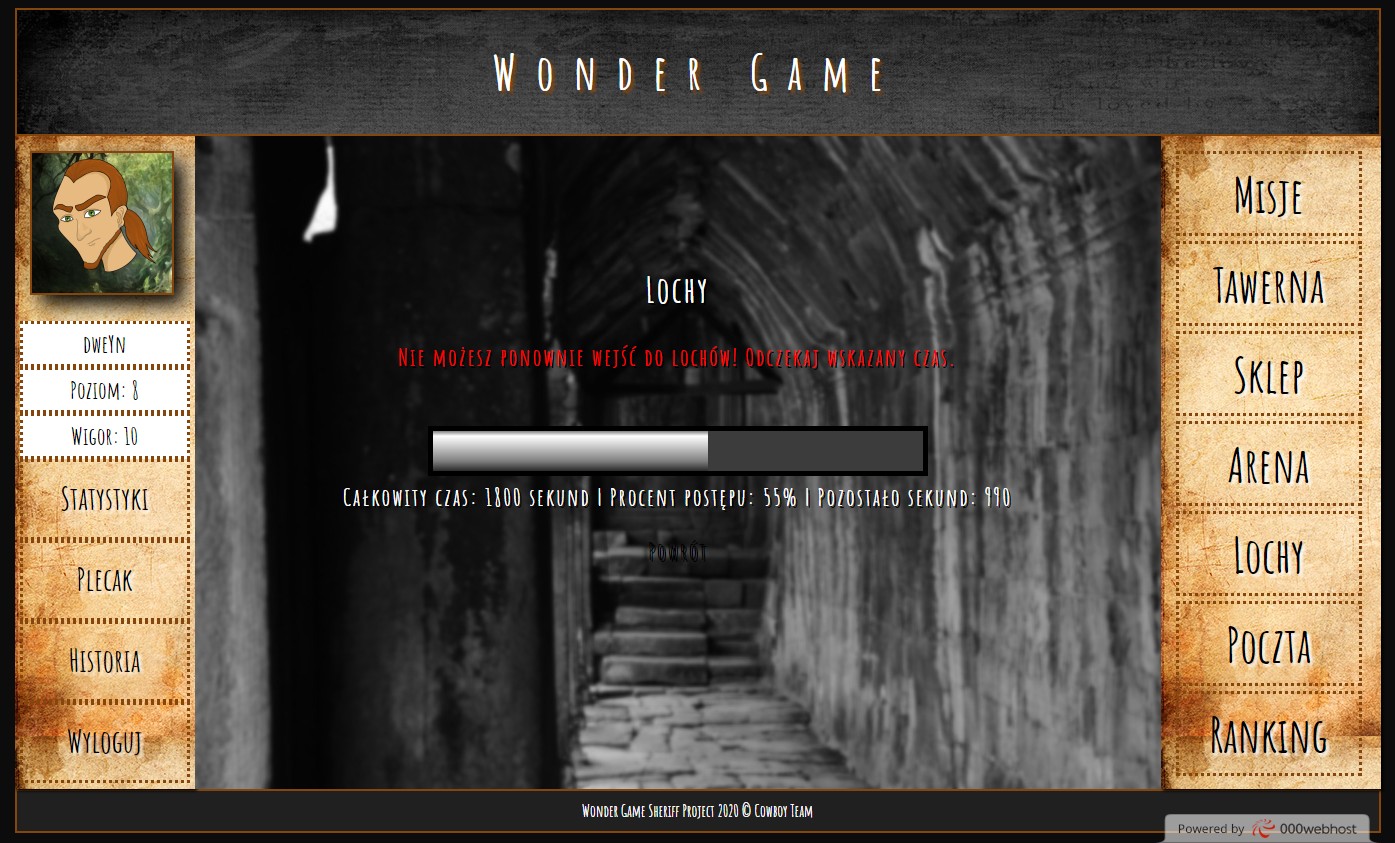 Wonder Game
dweYn
Poziom: 8
Wigor: 10
Statystyki
Plecak
Historia
Wyloguj
Lochy
Nie możesz ponownie wejść do lochów! Odczekaj wskazany czas.
Całkowity czas: 1800 sekund | Procent postępu: 55% | Pozostało sekund: 990
Powrót
Misje
Tawerna
Sklep
Arena
Lochy
Poczta
Ranking
Wonder Game Sheriff Project 2020 © Cowboy Team
Powered by 000webhost